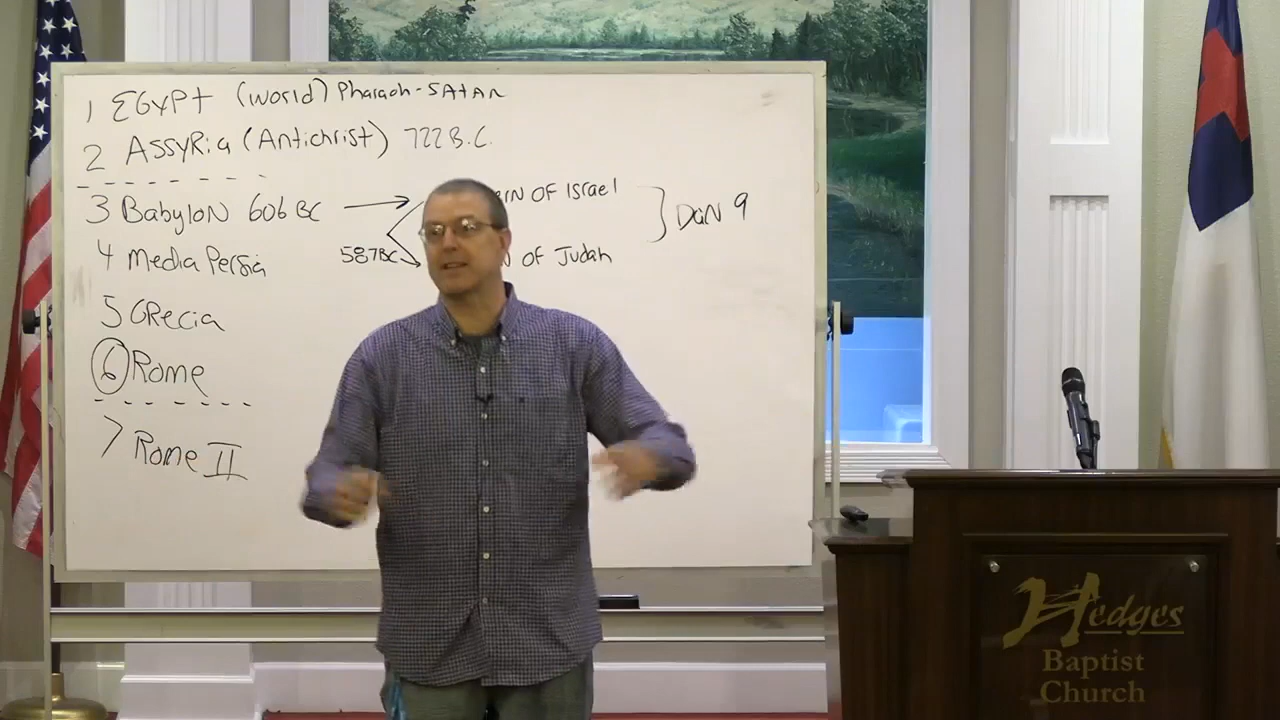 1 EGYPt (world) Pharaoh-SAtAN
2 AssyRia (Antichrist) 722 B.C.
3 BabyloN 606 BC → OF Israel
} DaN 9
4 Media Persia 587BC OF Judah
5 GRecia
6 Rome
7 Rome II
Hedges
Baptist
Church